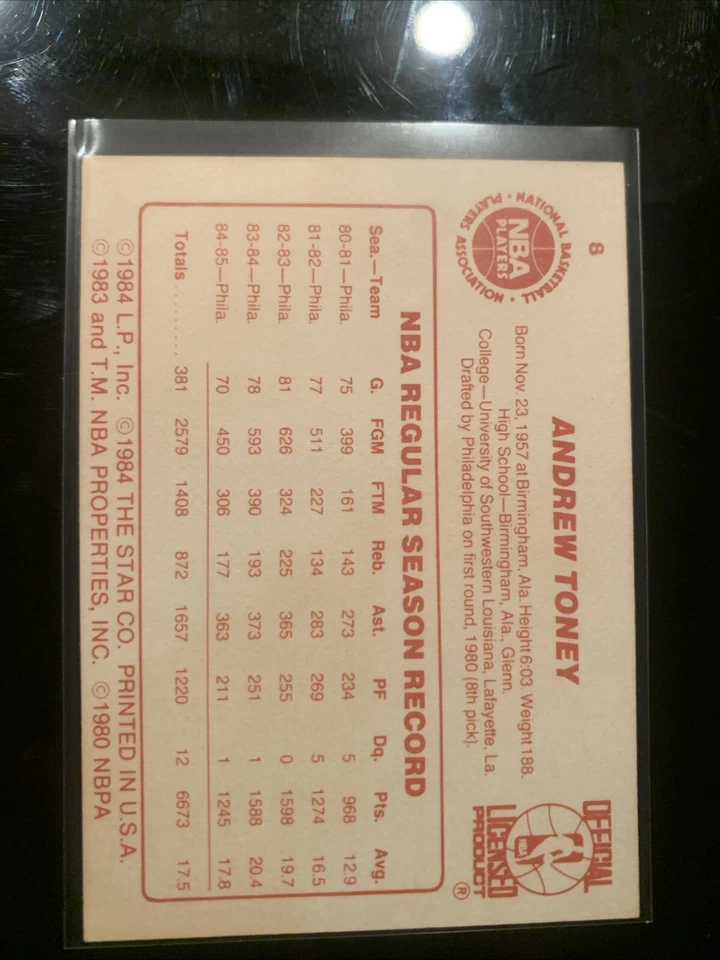 8
ANDREW TONEY
NATIONAL BASKETBALL PLAYERS ASSOCIATION
NBA
PLAYERS
Born Nov. 23, 1957 at Birmingham, Ala. Height 6:03. Weight 188.
High School—Birmingham, Ala., Glenn.
College—University of Southwestern Louisiana, Lafayette, La.
Drafted by Philadelphia on first round, 1980 (8th pick).
OFFICIAL
NBA
LICENSED
PRODUCT ®
NBA REGULAR SEASON RECORD
Sea.—Team G. FGM FTM Reb. Ast. PF Dq. Pts. Avg.
80-81—Phila. 75 399 161 143 273 234 5 968 12.9
81-82—Phila. 77 511 227 134 283 269 5 1274 16.5
82-83—Phila. 81 626 324 225 365 255 0 1598 19.7
83-84—Phila. 78 593 390 193 373 251 1 1588 20.4
84-85—Phila. 70 450 306 177 363 211 1 1245 17.8
Totals ......... 381 2579 1408 872 1657 1220 12 6673 17.5
©1984 L.P., Inc. ©1984 THE STAR CO. PRINTED IN U.S.A.
©1983 and T.M. NBA PROPERTIES, INC. ©1980 NBPA